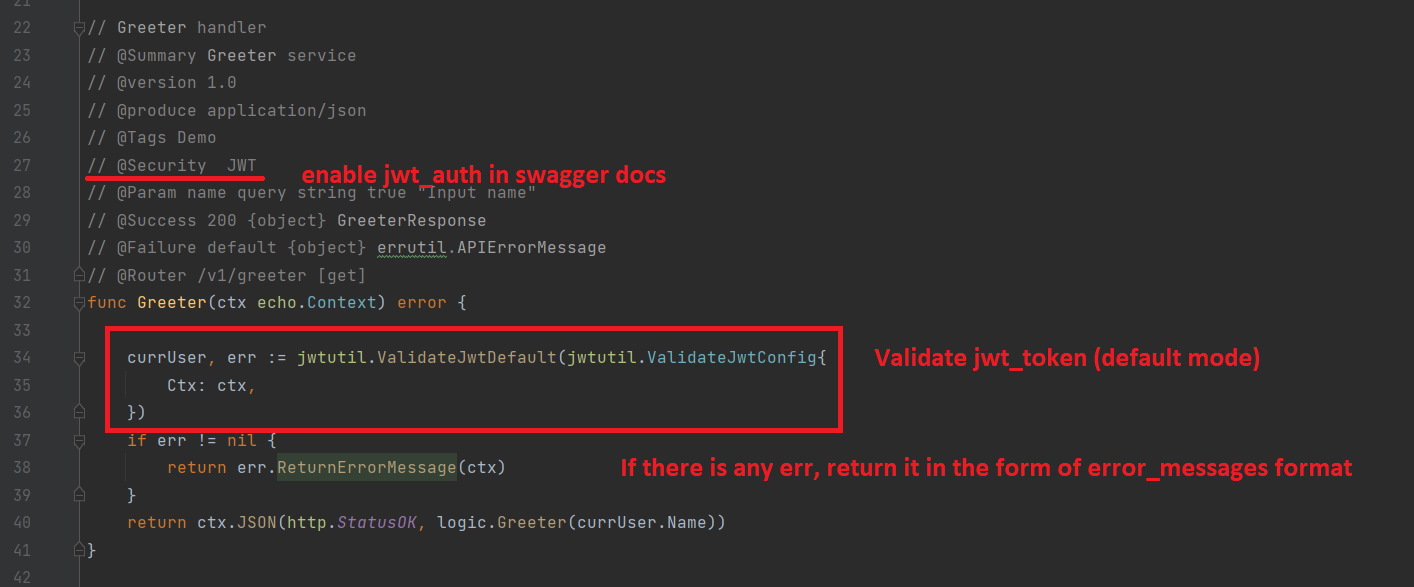 21
22 // Greeter handler
23 // @Summary Greeter service
24 // @version 1.0
25 // @produce application/json
26 // @Tags Demo
27 // @Security  JWT enable jwt_auth in swagger docs
28 // @Param name query string true "Input name"
29 // @Success 200 {object} GreeterResponse
30 // @Failure default {object} errutil.APIErrorMessage
31 // @Router /v1/greeter [get]
32 func Greeter(ctx echo.Context) error {
33
34     currUser, err := jwtutil.ValidateJwtDefault(jwtutil.ValidateJwtConfig{ Validate jwt_token (default mode)
35         Ctx: ctx,
36     })
37     if err != nil {
38         return err.ReturnErrorMessage(ctx) If there is any err, return it in the form of error_messages format
39     }
40     return ctx.JSON(http.StatusOK, logic.Greeter(currUser.Name))
41 }
42